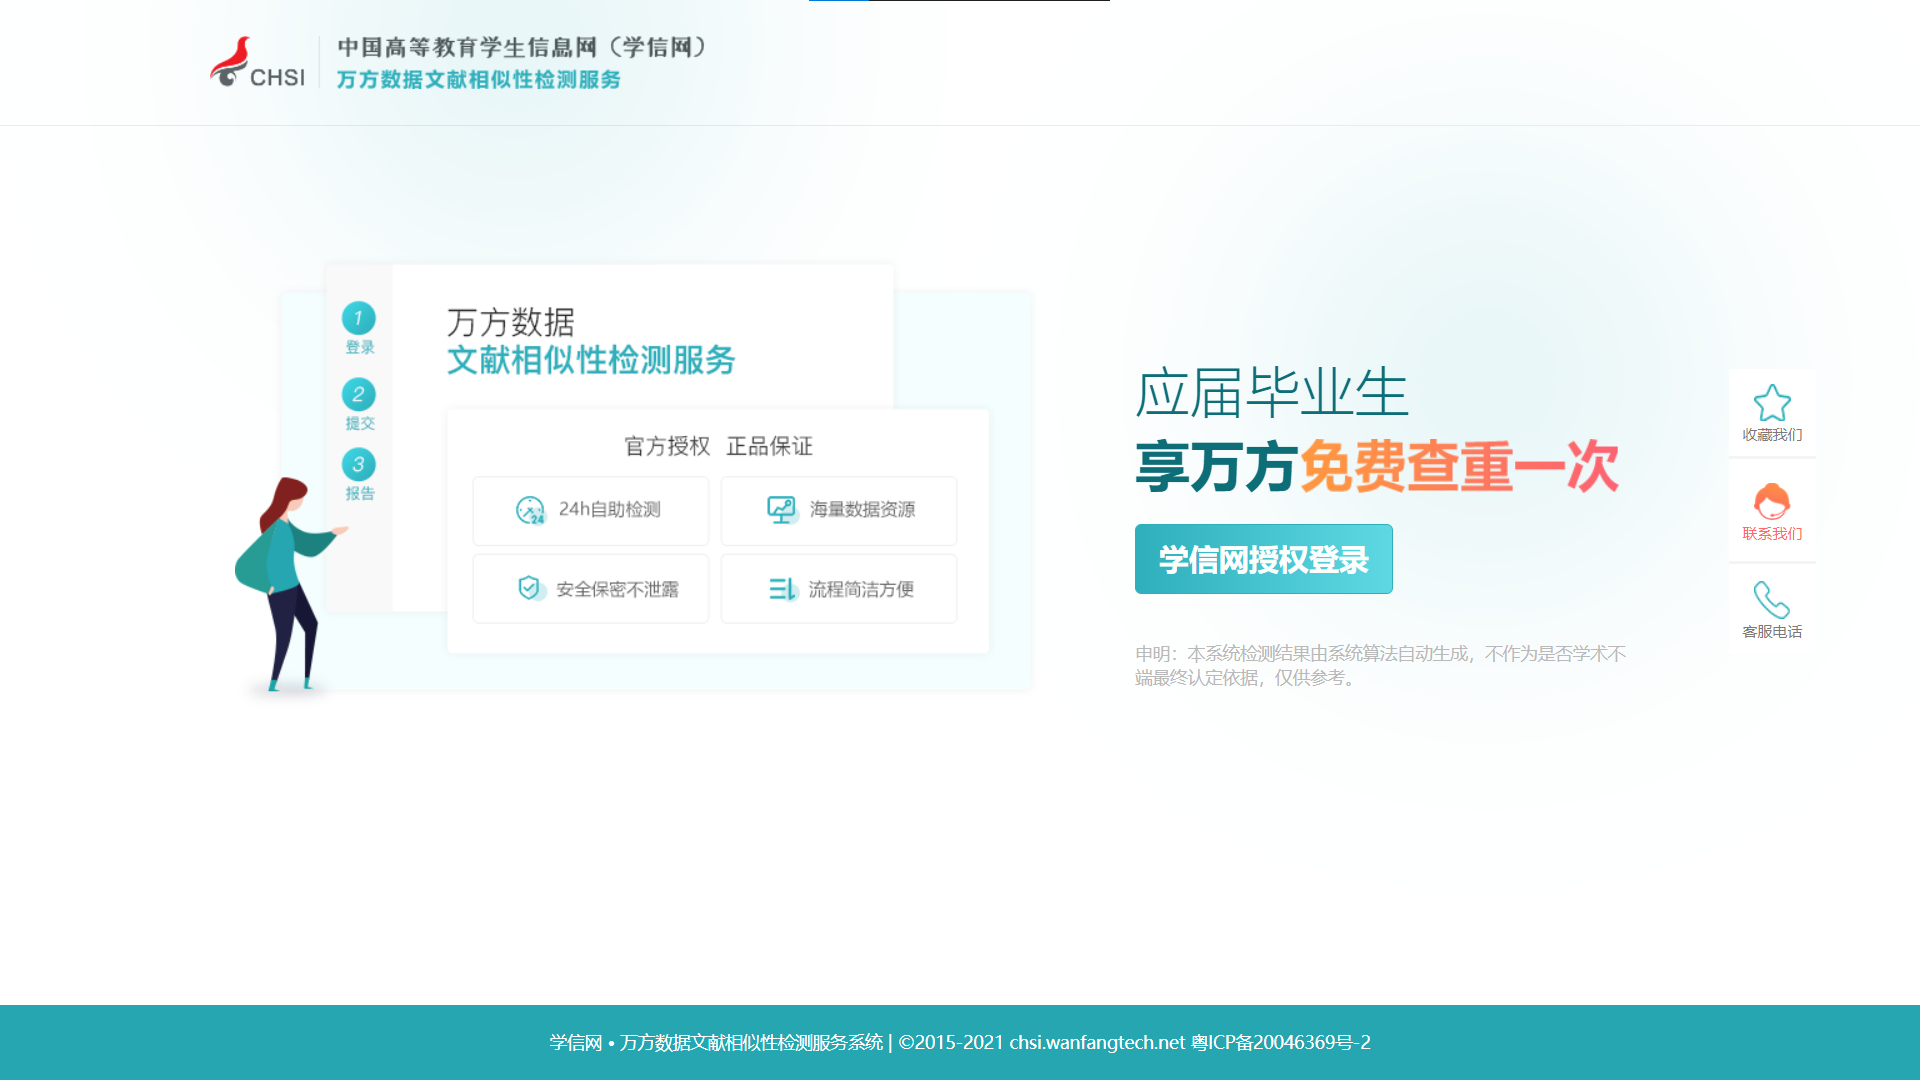 CHSI
中国高等教育学生信息网（学信网）
万方数据文献相似性检测服务
1
登录
2
提交
3
报告
万方数据
文献相似性检测服务
官方授权 正品保证
24
24h自助检测
海量数据资源
安全保密不泄露
流程简洁方便
应届毕业生
享万方免费查重一次
学信网授权登录
申明：本系统检测结果由系统算法自动生成，不作为是否学术不
端最终认定依据，仅供参考。
收藏我们
联系我们
客服电话
学信网 • 万方数据文献相似性检测服务系统 | ©2015-2021 chsi.wanfangtech.net 粤ICP备20046369号-2